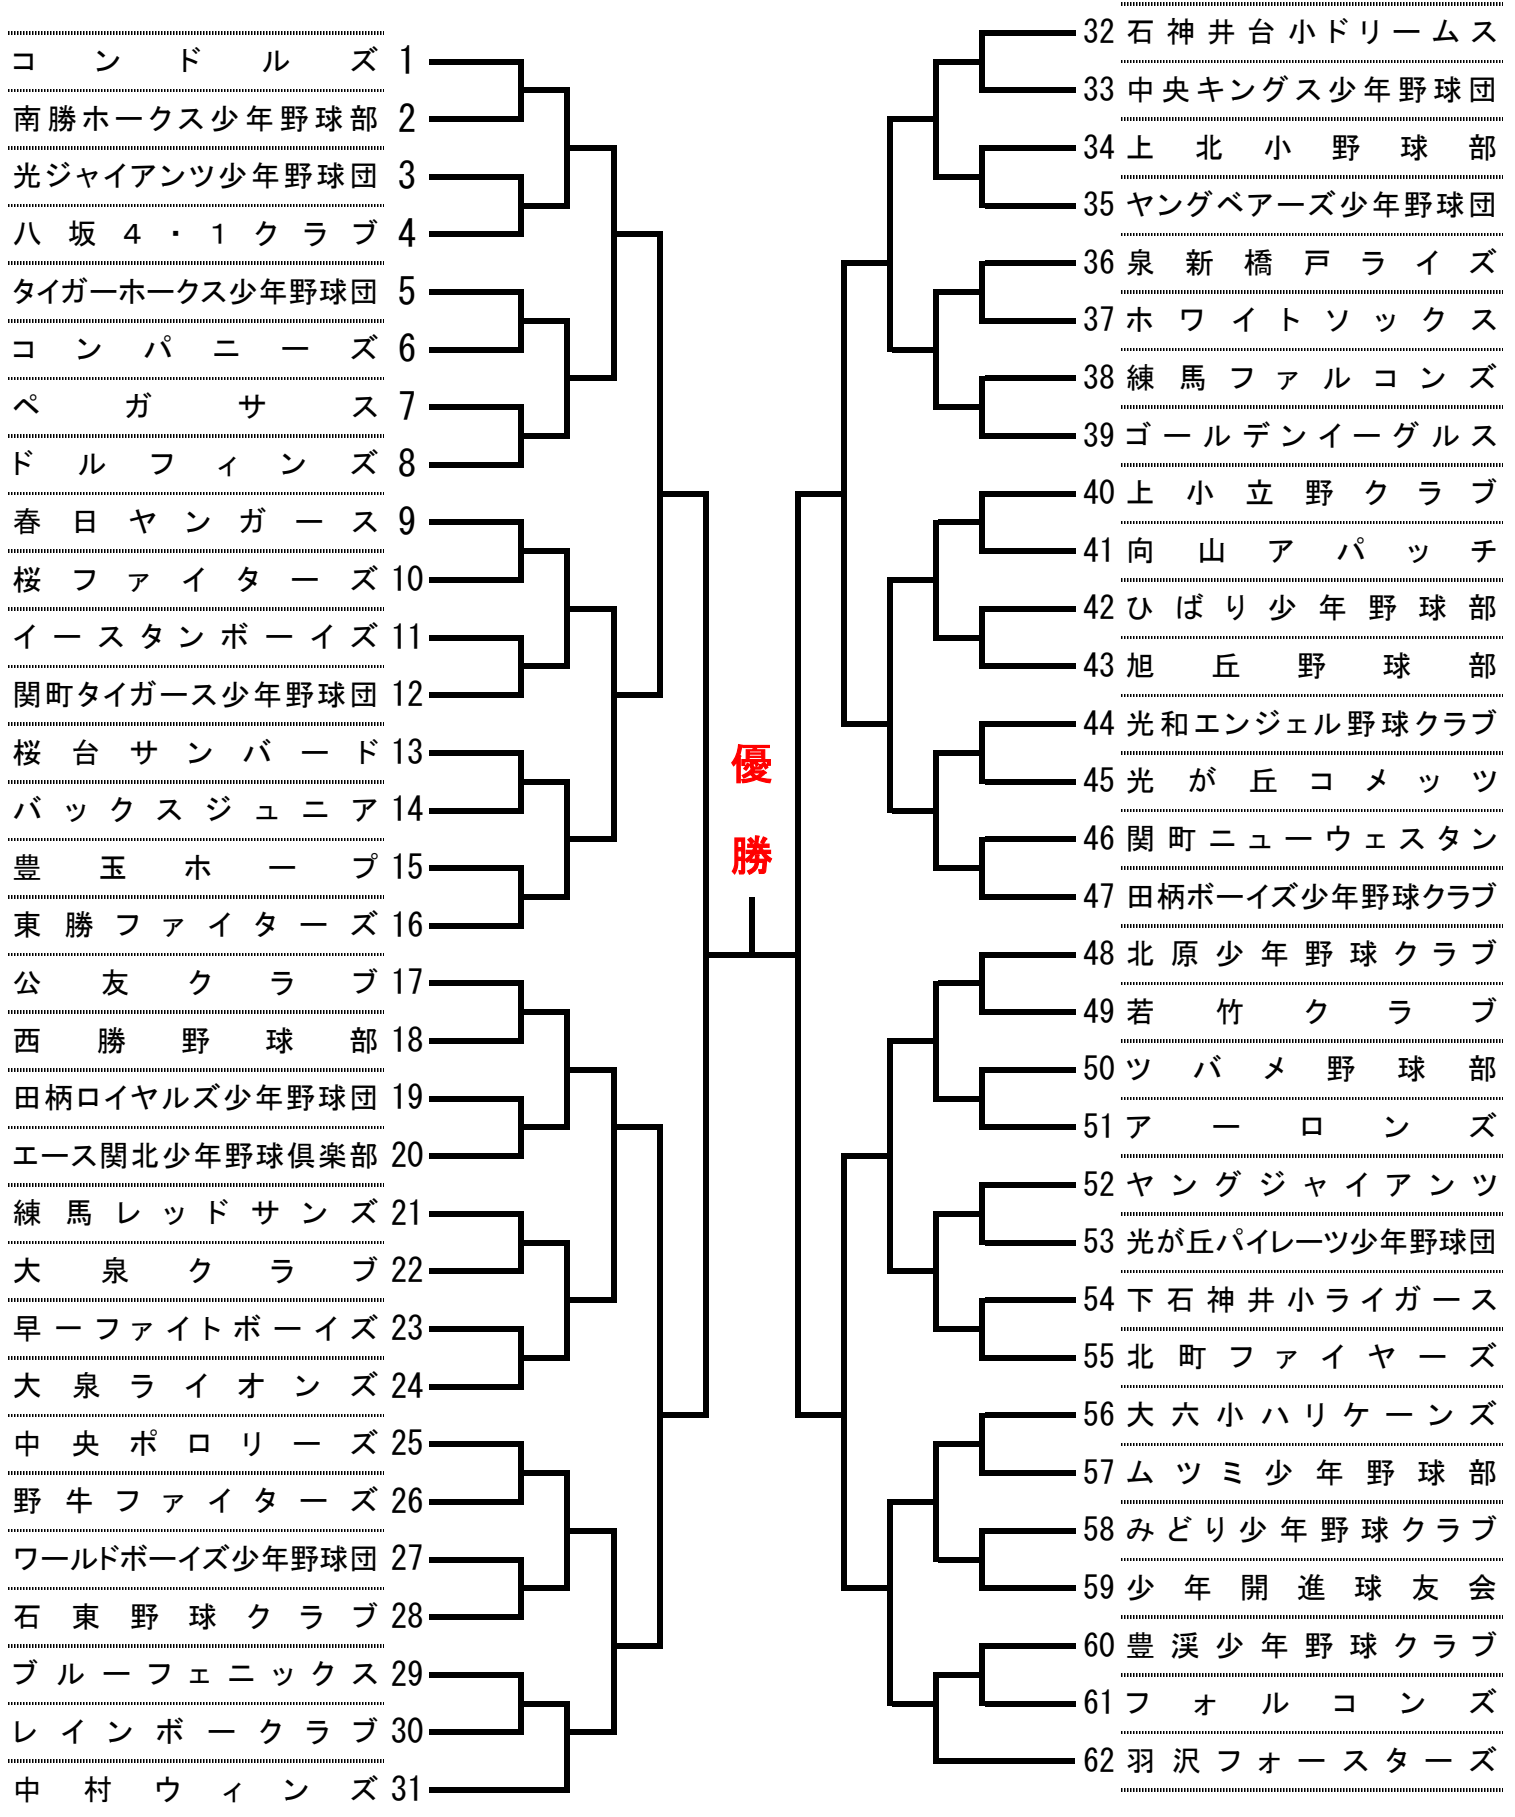 コンドルズ 1
南勝ホークス少年野球部 2
光ジャイアンツ少年野球団 3
八坂４・１クラブ 4
タイガーホークス少年野球団 5
コンパニーズ 6
ペガサス 7
ドルフィンズ 8
春日ヤンガース 9
桜ファイターズ 10
イースタンボーイズ 11
関町タイガース少年野球団 12
桜台サンバード 13
バックスジュニア 14
豊玉ホープ 15
東勝ファイターズ 16
公友クラブ 17
西勝野球部 18
田柄ロイヤルズ少年野球団 19
エース関北少年野球倶楽部 20
練馬レッドサンズ 21
大泉クラブ 22
早一ファイトボーイズ 23
大泉ライオンズ 24
中央ポロリーズ 25
野牛ファイターズ 26
ワールドボーイズ少年野球団 27
石東野球クラブ 28
ブルーフェニックス 29
レインボークラブ 30
中村ウィンズ 31
優勝
32 石神井台小ドリームス
33 中央キングス少年野球団
34 上北小野球部
35 ヤングベアーズ少年野球団
36 泉新橋戸ライズ
37 ホワイトソックス
38 練馬ファルコンズ
39 ゴールデンイーグルス
40 上小立野クラブ
41 向山アパッチ
42 ひばり少年野球部
43 旭丘野球部
44 光和エンジェル野球クラブ
45 光が丘コメッツ
46 関町ニューウェスタン
47 田柄ボーイズ少年野球クラブ
48 北原少年野球クラブ
49 若竹クラブ
50 ツバメ野球部
51 アーロンズ
52 ヤングジャイアンツ
53 光が丘パイレーツ少年野球団
54 下石神井小ライガース
55 北町ファイヤーズ
56 大六小ハリケーンズ
57 ムツミ少年野球部
58 みどり少年野球クラブ
59 少年開進球友会
60 豊渓少年野球クラブ
61 フォルコンズ
62 羽沢フォースターズ